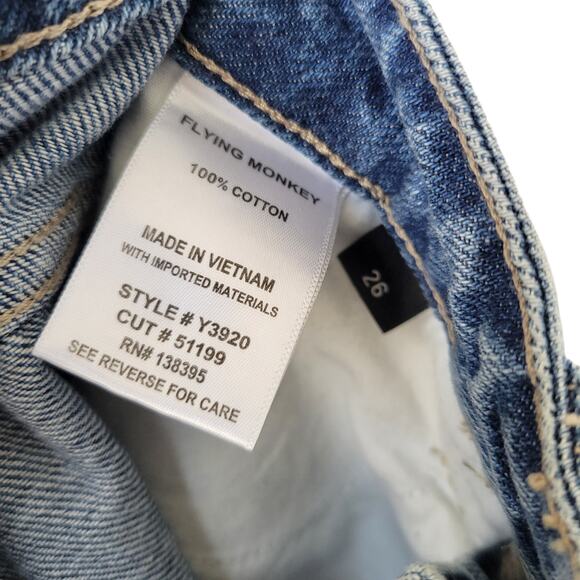 FLYING MONKEY
100% COTTON
MADE IN VIETNAM
WITH IMPORTED MATERIALS
STYLE # Y3920
CUT # 51199
RN# 138395
SEE REVERSE FOR CARE
26